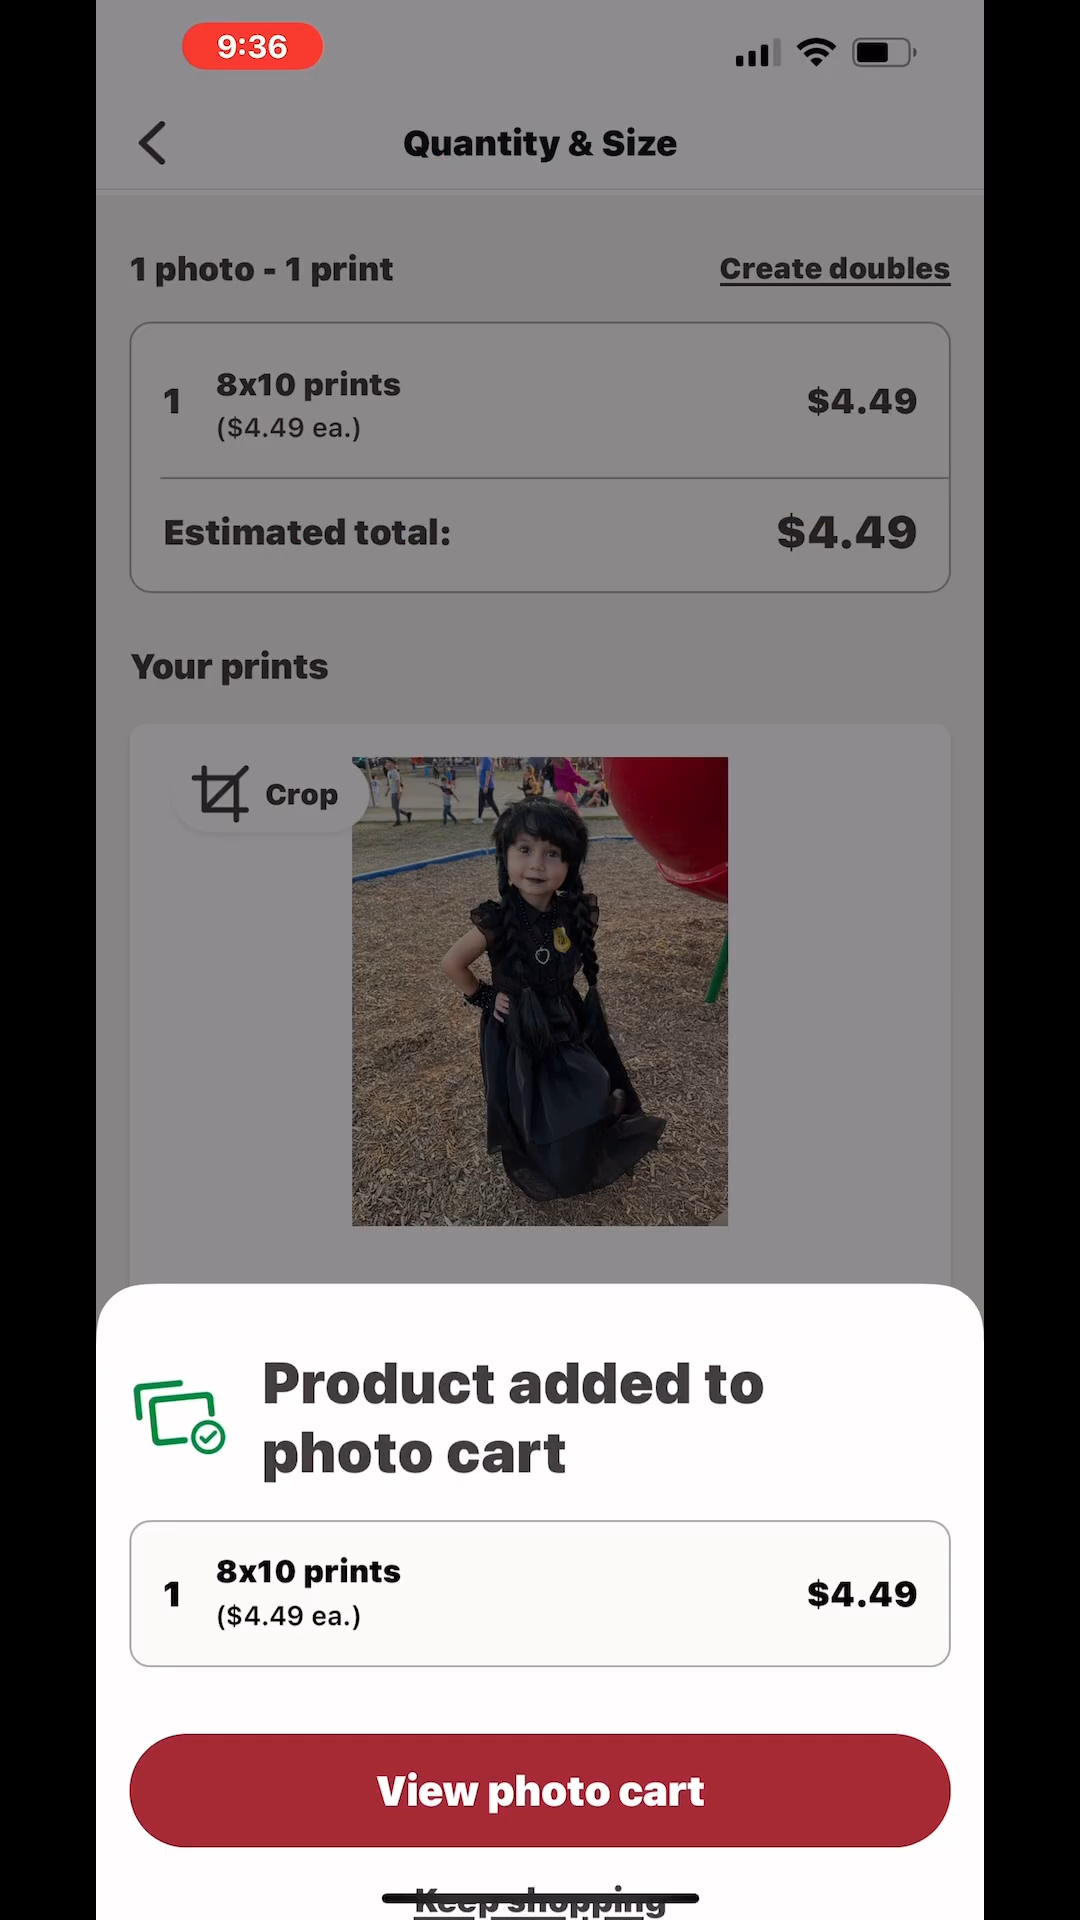 9:36
Quantity & Size
1 photo - 1 print
Create doubles
1
8x10 prints
($4.49 ea.)
$4.49
Estimated total:
$4.49
Your prints
Crop
Product added to
photo cart
1
8x10 prints
($4.49 ea.)
$4.49
View photo cart
Keep shopping